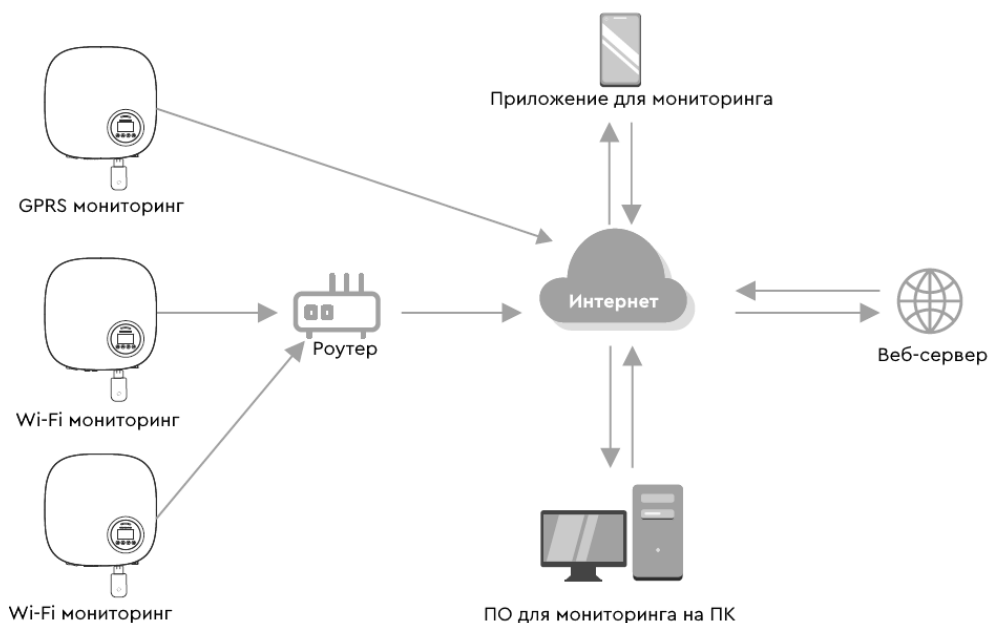 Приложение для мониторинга
GPRS мониторинг
Интернет
Роутер
Веб-сервер
Wi-Fi мониторинг
Wi-Fi мониторинг
ПО для мониторинга на ПК